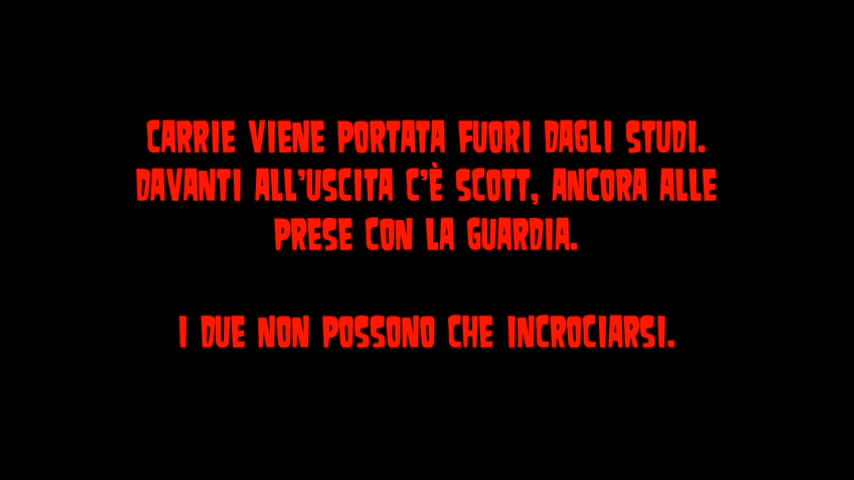 CARRIE VIENE PORTATA FUORI DAGLI STUDI.
DAVANTI ALL'USCITA C'È SCOTT, ANCORA ALLE
PRESE CON LA GUARDIA.
I DUE NON POSSONO CHE INCROCIARSI.